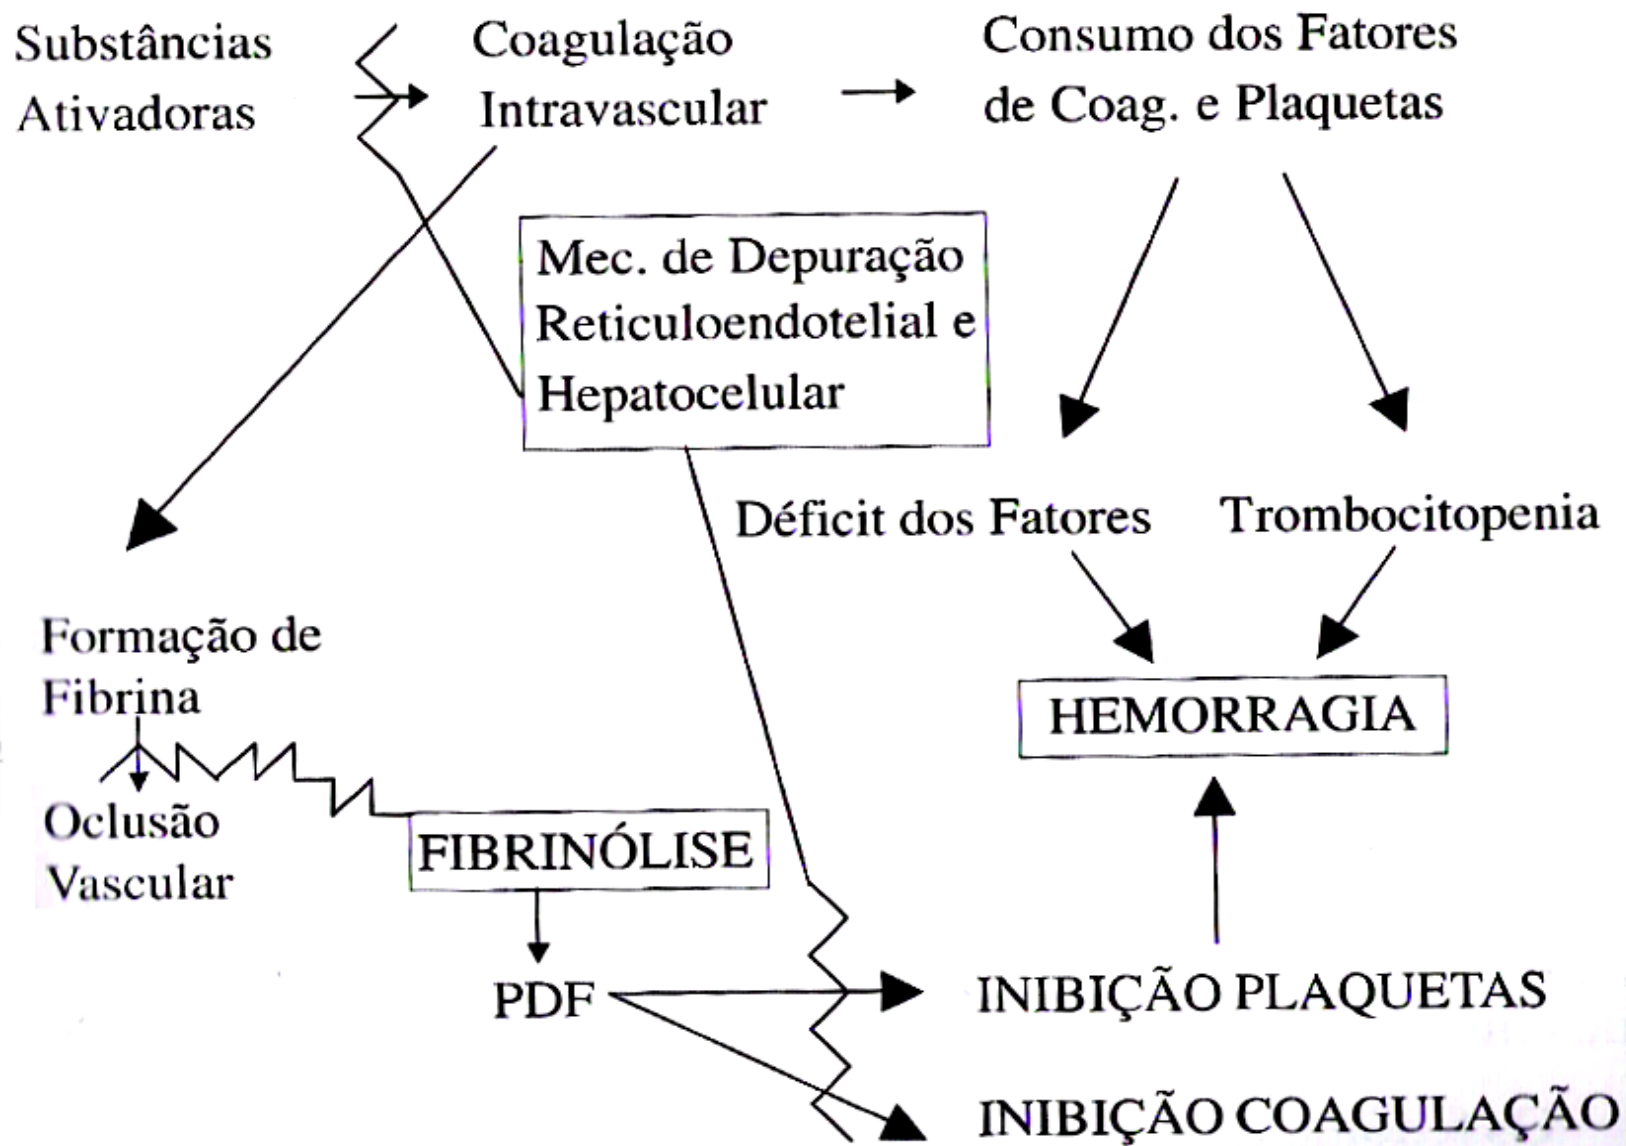 Substâncias
Ativadoras
Coagulação
Intravascular
Consumo dos Fatores
de Coag. e Plaquetas
Mec. de Depuração
Reticuloendotelial e
Hepatocelular
Déficit dos Fatores
Trombocitopenia
Formação de
Fibrina
HEMORRAGIA
Oclusão
Vascular
FIBRINÓLISE
PDF
INIBIÇÃO PLAQUETAS
INIBIÇÃO COAGULAÇÃO